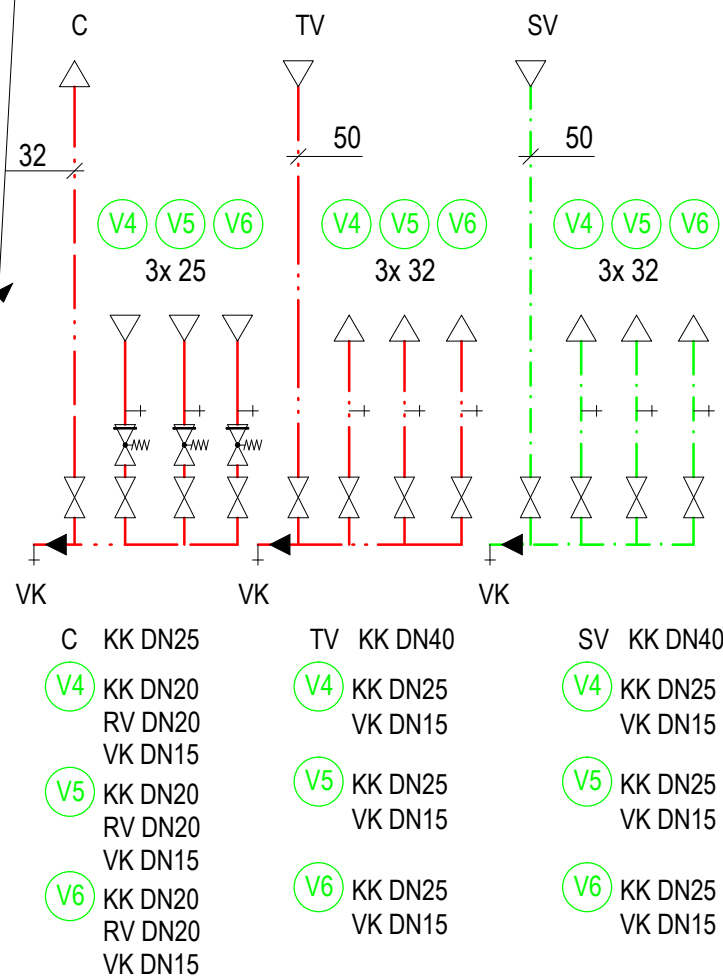 C TV SV
32 50 50
V4 V5 V6 V4 V5 V6 V4 V5 V6
3x 25 3x 32 3x 32
VK VK VK
C KK DN25
V4 KK DN20
RV DN20
VK DN15
V5 KK DN20
RV DN20
VK DN15
V6 KK DN20
RV DN20
VK DN15
TV KK DN40
V4 KK DN25
VK DN15
V5 KK DN25
VK DN15
V6 KK DN25
VK DN15
SV KK DN40
V4 KK DN25
VK DN15
V5 KK DN25
VK DN15
V6 KK DN25
VK DN15